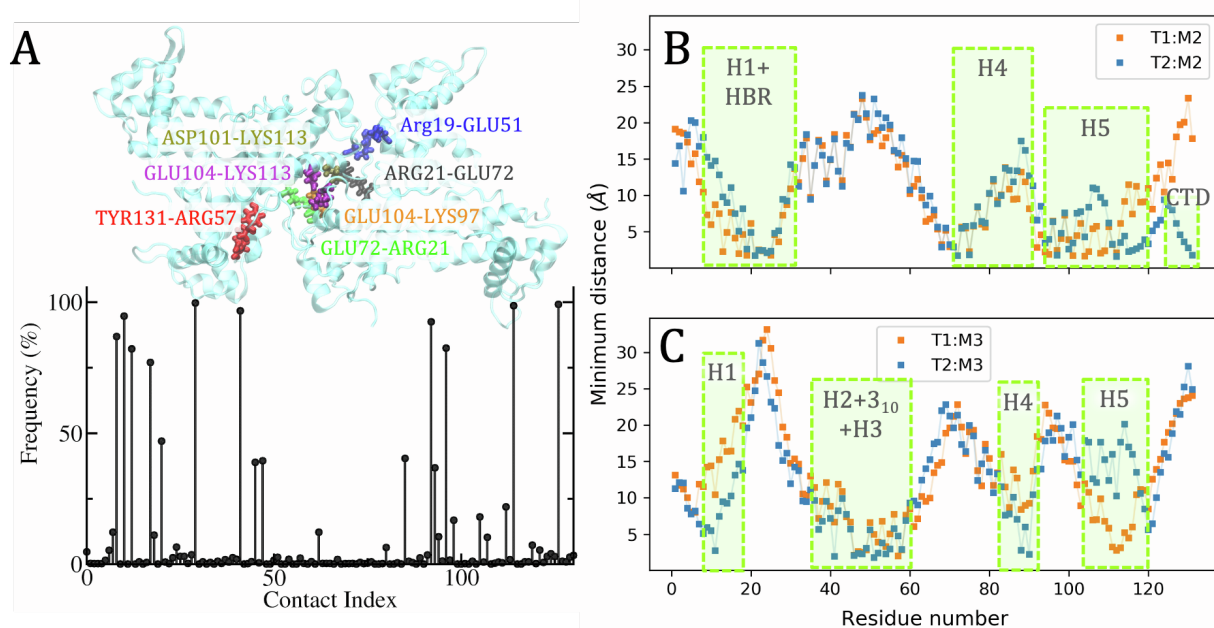 A
ASP101-LYS113
Arg19-GLU51
GLU104-LYS113
ARG21-GLU72
TYR131-ARG57
GLU104-LYS97
GLU72-ARG21
Frequency (%)
100
50
0
0
50
100
Contact Index
Minimum distance (Å)
B
T1:M2
T2:M2
H1+
HBR
H4
H5
CTD
30
25
20
15
10
5
C
T1:M3
T2:M3
H1
H2+3₁₀
+H3
H4
H5
30
25
20
15
10
5
0
20
40
60
80
100
120
Residue number